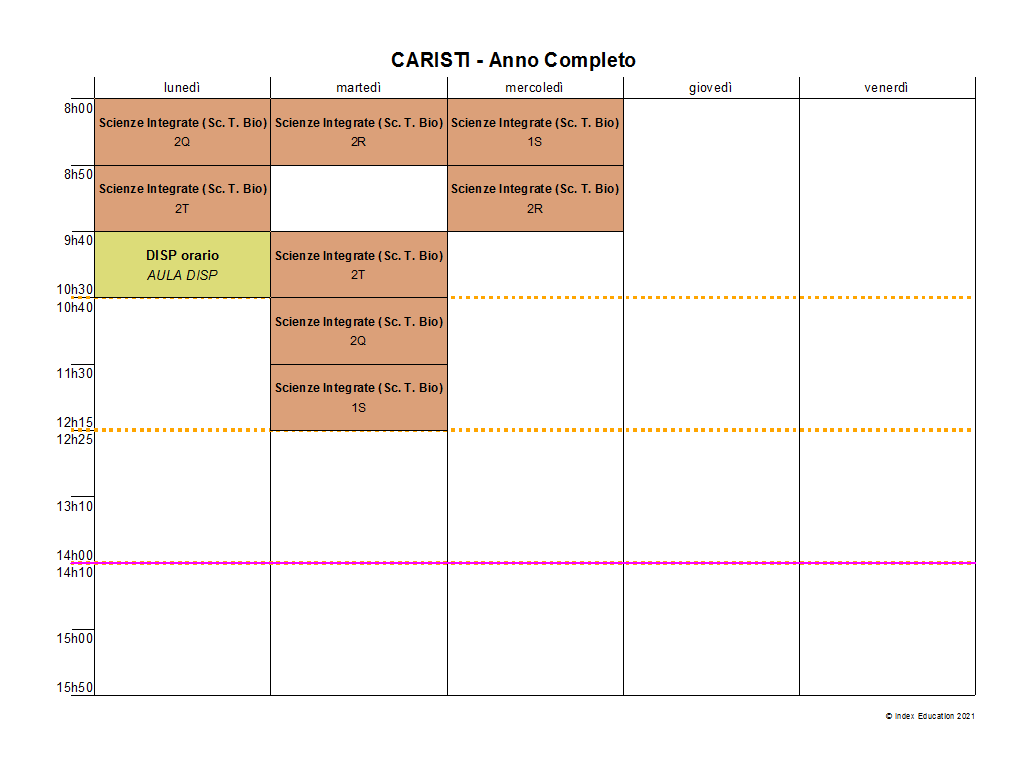 CARISTI - Anno Completo
lunedì martedì mercoledì giovedì venerdì
8h00
Scienze Integrate (Sc. T. Bio) Scienze Integrate (Sc. T. Bio) Scienze Integrate (Sc. T. Bio)
2Q 2R 1S
8h50
Scienze Integrate (Sc. T. Bio) Scienze Integrate (Sc. T. Bio)
2T 2R
9h40
DISP orario Scienze Integrate (Sc. T. Bio)
AULA DISP 2T
10h30
10h40
Scienze Integrate (Sc. T. Bio)
2Q
11h30
Scienze Integrate (Sc. T. Bio)
1S
12h15
12h25
13h10
14h00
14h10
15h00
15h50
© Index Education 2021